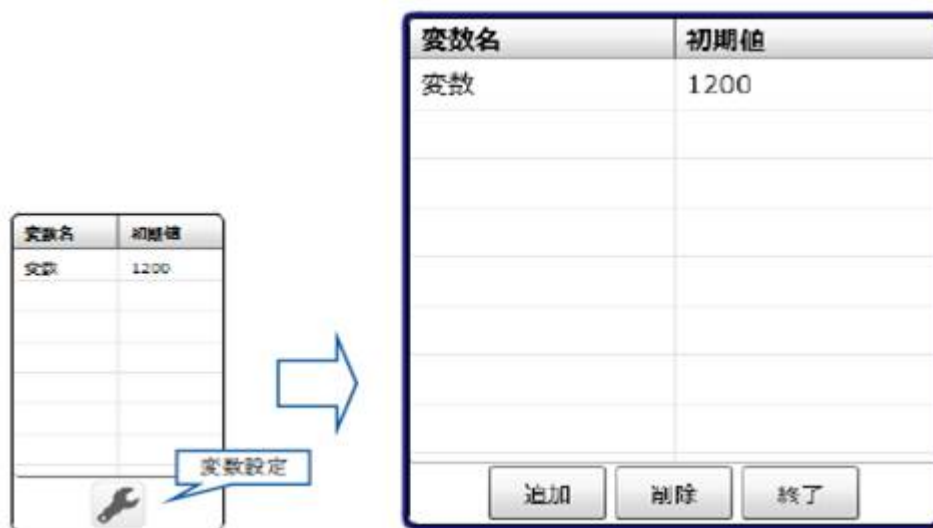 変数名 初期値
変数 1200
変数設定
変数名 初期値
変数 1200
追加 削除 終了